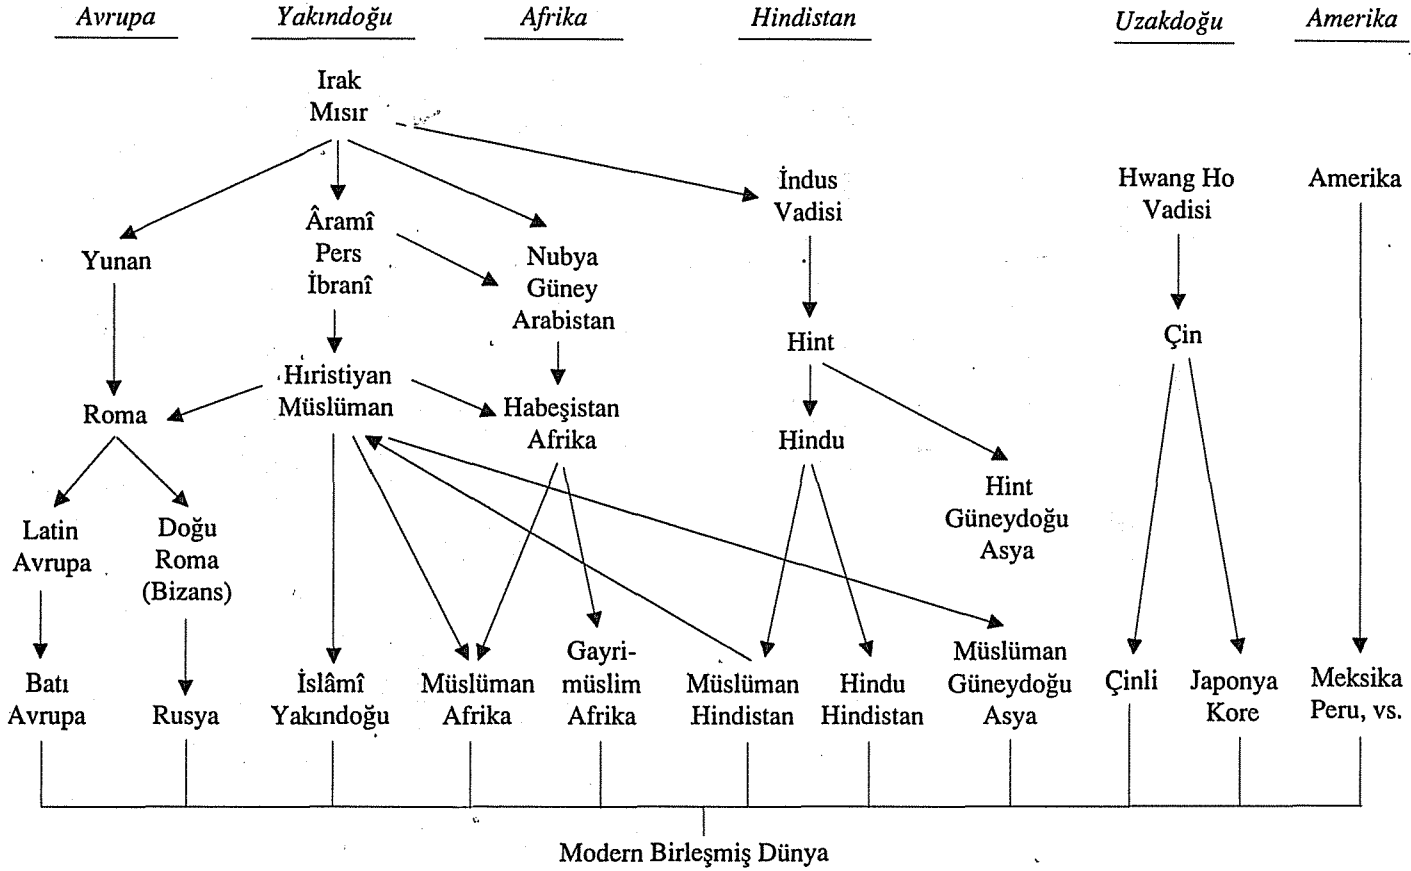 Avrupa
Yakındoğu
Afrika
Hindistan
Uzakdoğu
Amerika
Irak
Mısır
İndus
Vadisi
Hwang Ho
Vadisi
Amerika
Yunan
Âramî
Pers
İbranî
Nubya
Güney
Arabistan
Hint
Çin
Roma
Hıristiyan
Müslüman
Habeşistan
Afrika
Hindu
Hint
Güneydoğu
Asya
Latin
Avrupa
Doğu
Roma
(Bizans)
Batı
Avrupa
Rusya
İslâmî
Yakındoğu
Müslüman
Afrika
Gayri-
müslim
Afrika
Müslüman
Hindistan
Hindu
Hindistan
Müslüman
Güneydoğu
Asya
Çinli
Japonya
Kore
Meksika
Peru, vs.
Modern Birleşmiş Dünya